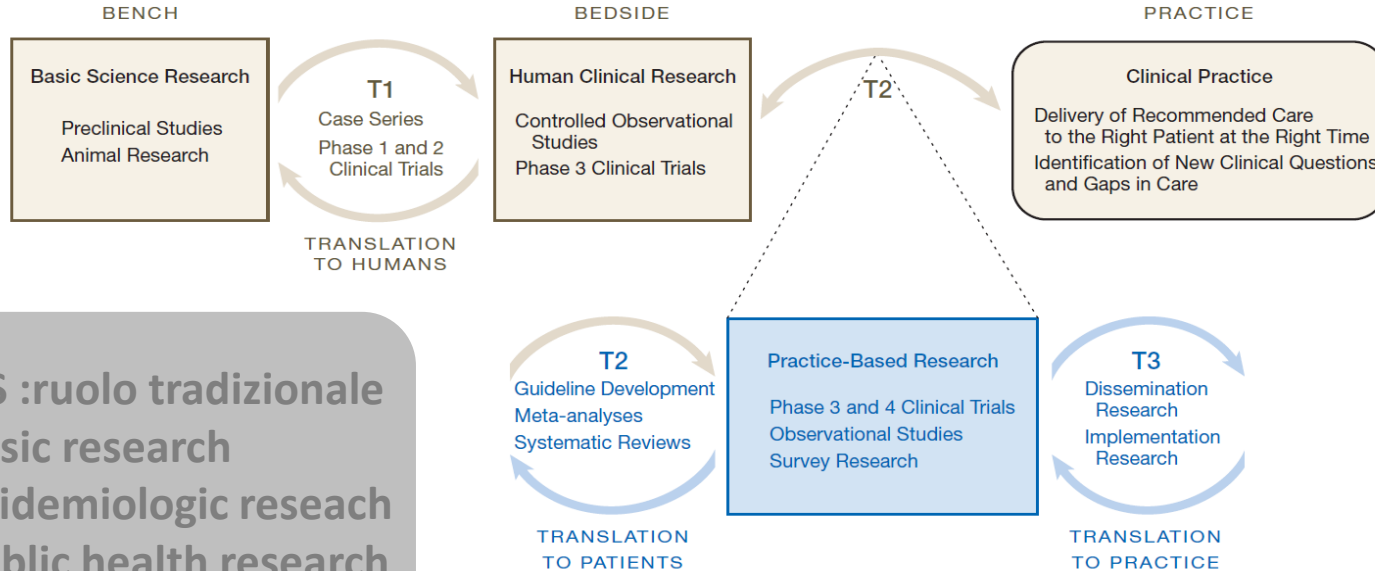 BENCH
BEDSIDE
PRACTICE
Basic Science Research
Preclinical Studies
Animal Research
T1
Case Series
Phase 1 and 2
Clinical Trials
TRANSLATION
TO HUMANS
Human Clinical Research
Controlled Observational
Studies
Phase 3 Clinical Trials
T2
Clinical Practice
Delivery of Recommended Care
to the Right Patient at the Right Time
Identification of New Clinical Questions
and Gaps in Care
:ruolo tradizionale
research
reseach
health research
T2
Guideline Development
Meta-analyses
Systematic Reviews
TRANSLATION
TO PATIENTS
Practice-Based Research
Phase 3 and 4 Clinical Trials
Observational Studies
Survey Research
T3
Dissemination
Research
Implementation
Research
TRANSLATION
TO PRACTICE